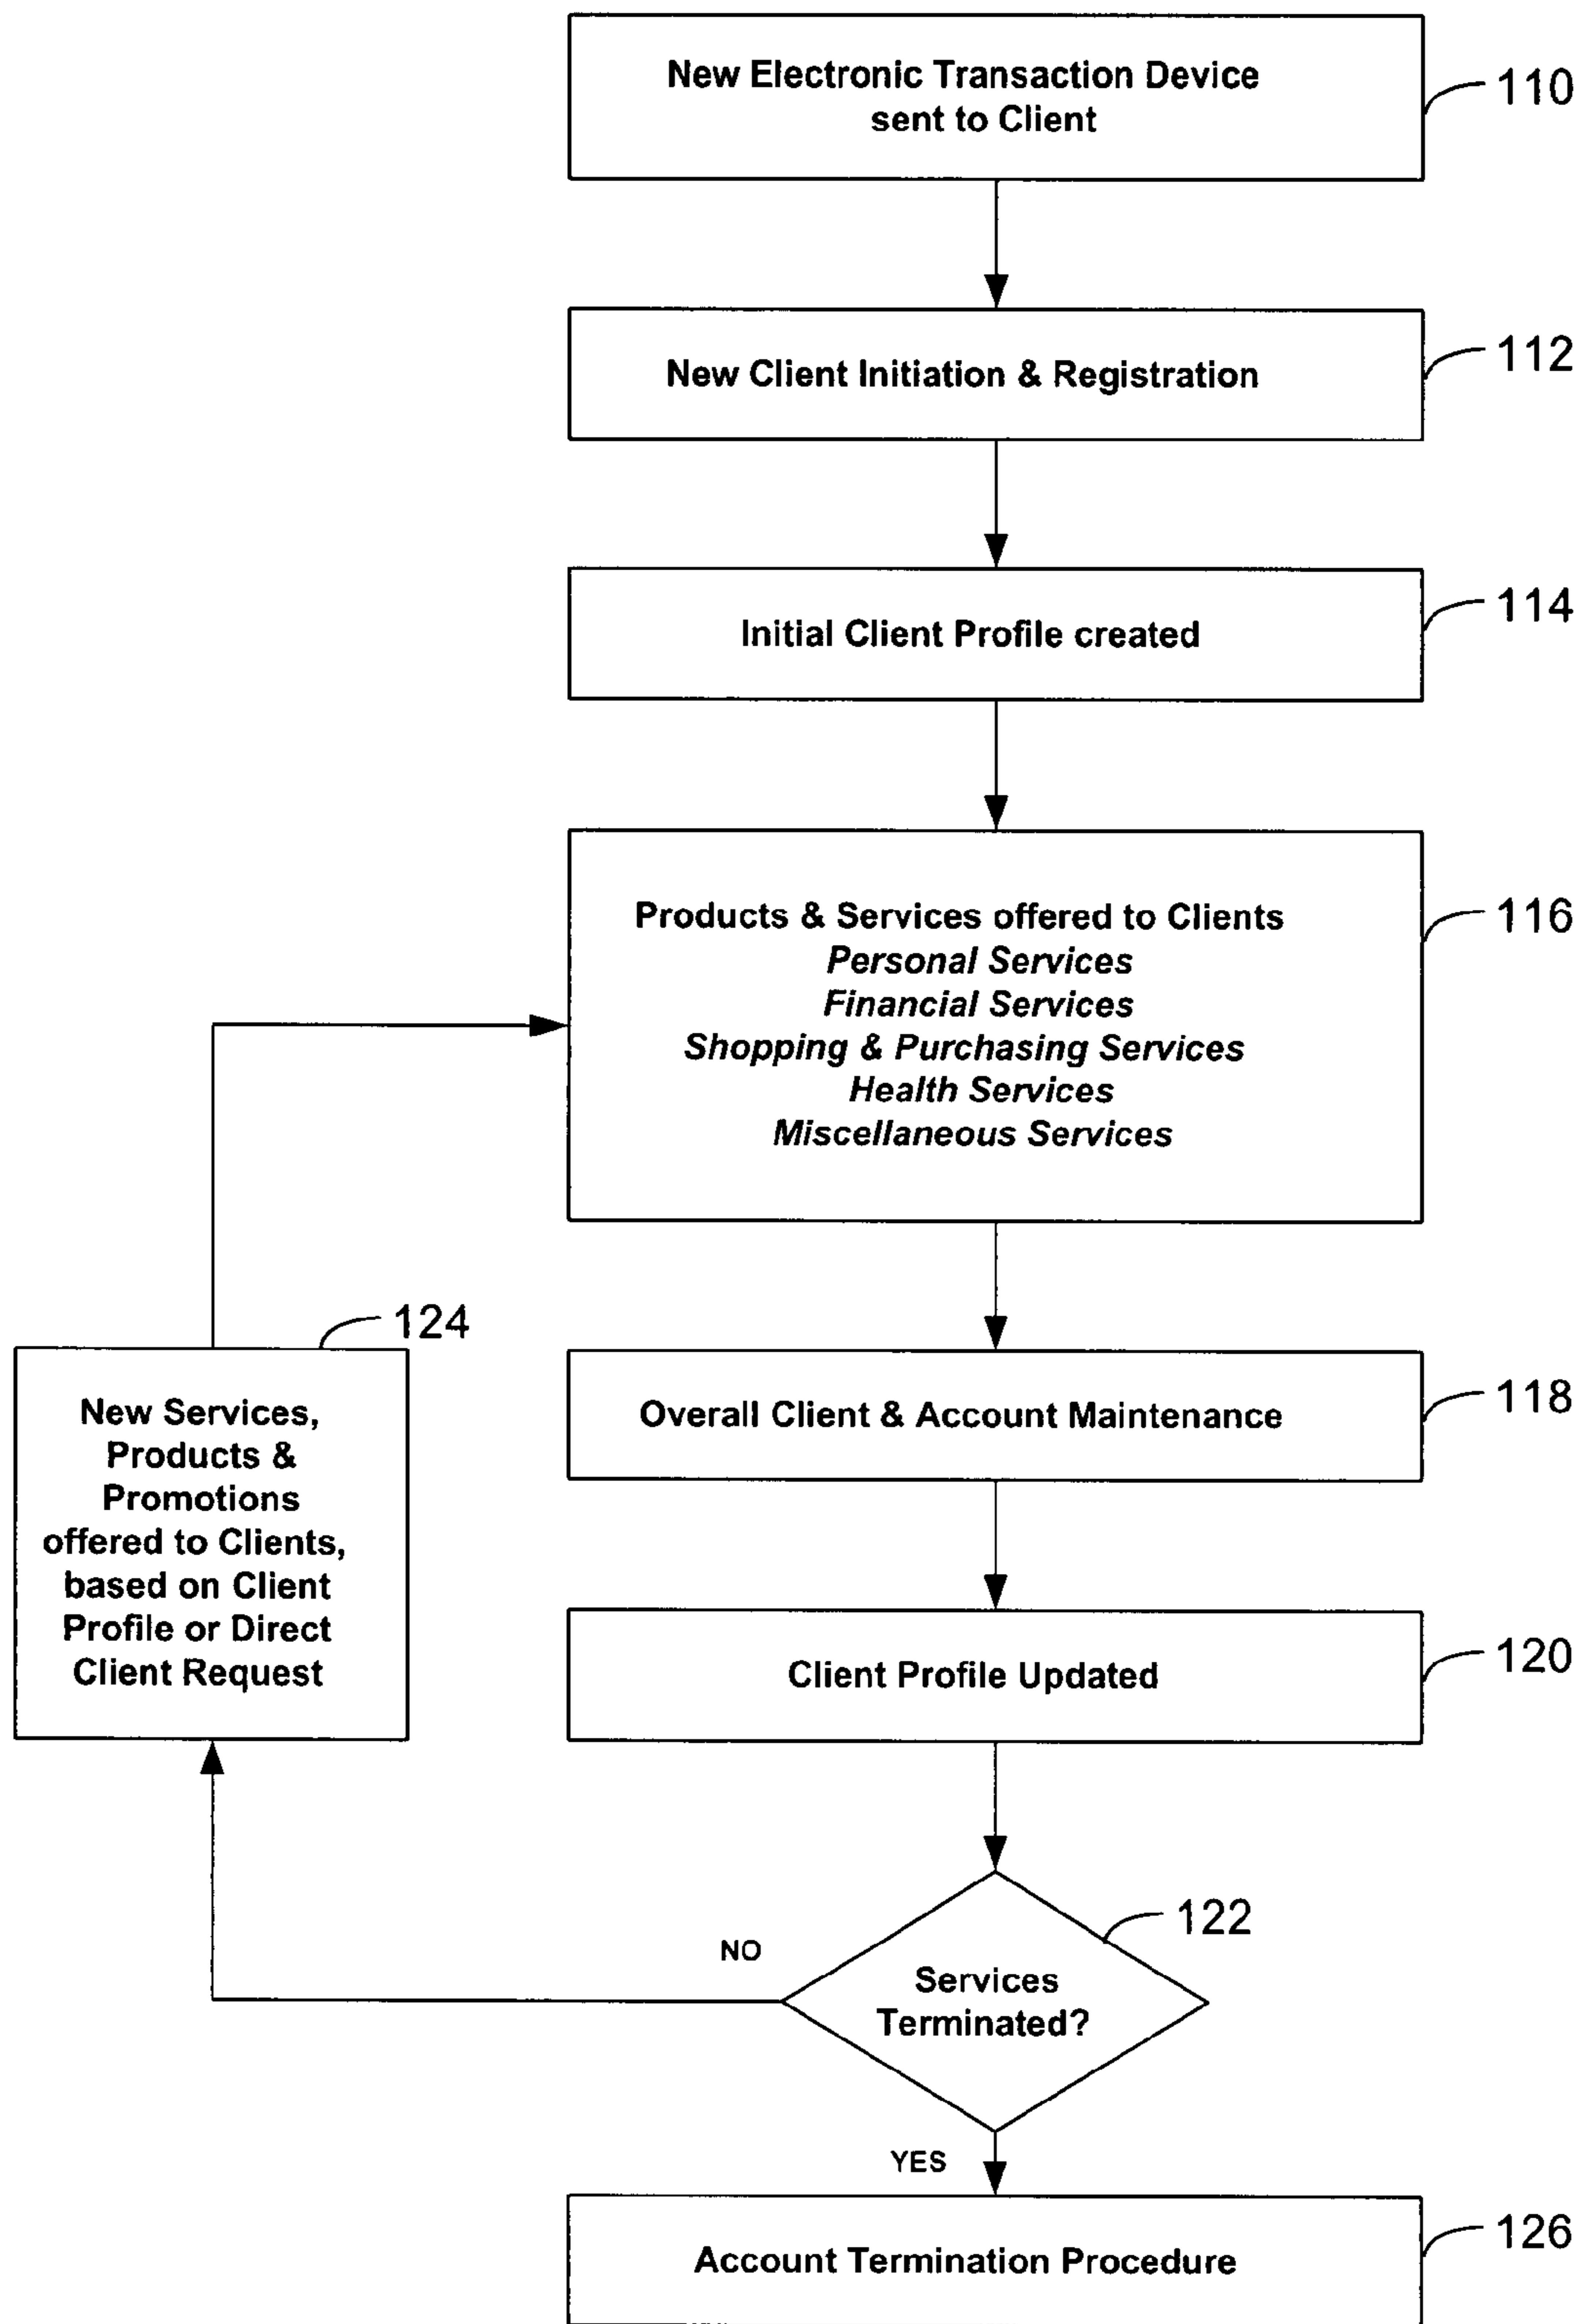 New Electronic Transaction Device
sent to Client
110
New Client Initiation & Registration
112
Initial Client Profile created
114
Products & Services offered to Clients
Personal Services
Financial Services
Shopping & Purchasing Services
Health Services
Miscellaneous Services
116
124
New Services,
Products &
Promotions
offered to Clients,
based on Client
Profile or Direct
Client Request
Overall Client & Account Maintenance
118
Client Profile Updated
120
122
NO
Services
Terminated?
YES
Account Termination Procedure
126